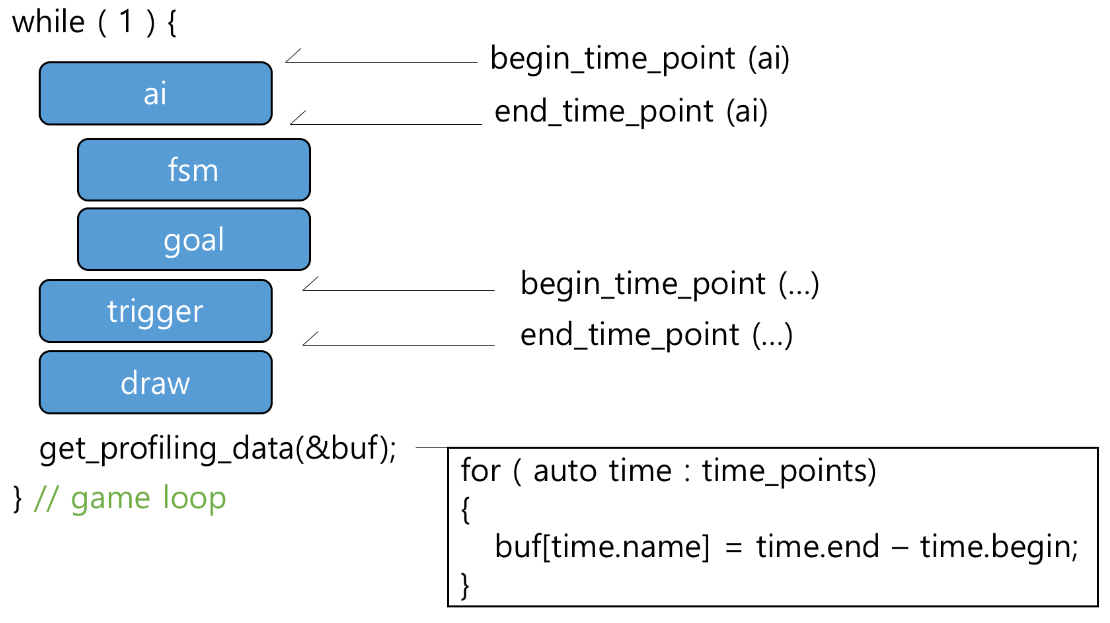 while ( 1 ) {
begin_time_point (ai)
ai
end_time_point (ai)
fsm
goal
begin_time_point (...)
trigger
end_time_point (...)
draw
get_profiling_data(&buf);
for ( auto time : time_points)
{
buf[time.name] = time.end – time.begin;
}
} // game loop